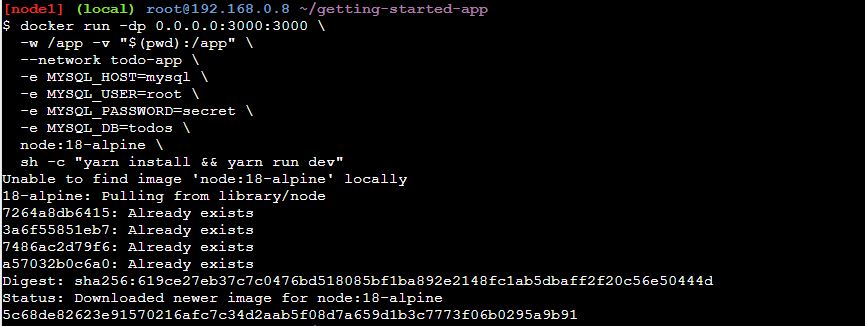 [node1] (local) root@192.168.0.8 ~/getting-started-app
$ docker run -dp 0.0.0.0:3000:3000 \
  -w /app -v "$(pwd):/app" \
  --network todo-app \
  -e MYSQL_HOST=mysql \
  -e MYSQL_USER=root \
  -e MYSQL_PASSWORD=secret \
  -e MYSQL_DB=todos \
  node:18-alpine \
  sh -c "yarn install && yarn run dev"
Unable to find image 'node:18-alpine' locally
18-alpine: Pulling from library/node
7264a8db6415: Already exists
3a6f55851eb7: Already exists
7486ac2d79f6: Already exists
a57032b0c6a0: Already exists
Digest: sha256:619ce27eb37c7c0476bd518085bf1ba892e2148fc1ab5dbaff2f20c56e50444d
Status: Downloaded newer image for node:18-alpine
5c68de82623e91570216afc7c34d2aab5f08d7a659d1b3c7773f06b0295a9b91